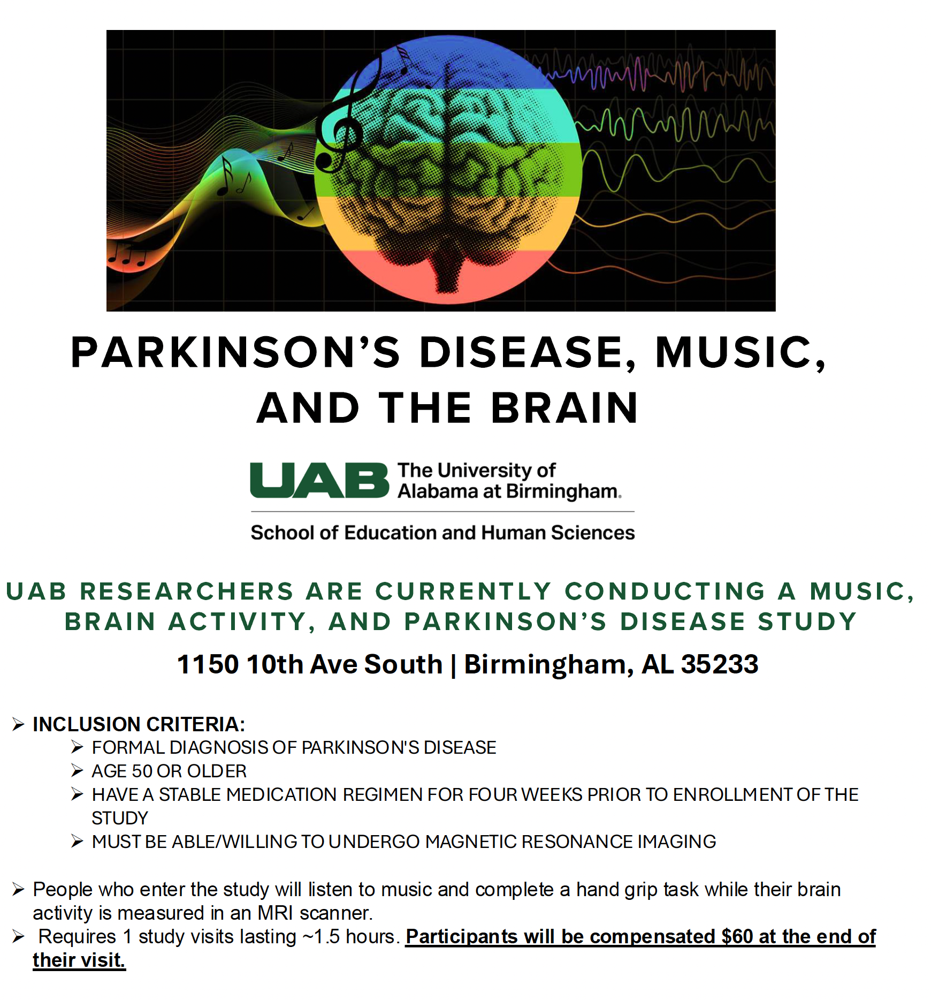 PARKINSON’S DISEASE, MUSIC,
AND THE BRAIN
UAB The University of
Alabama at Birmingham®
School of Education and Human Sciences
UAB RESEARCHERS ARE CURRENTLY CONDUCTING A MUSIC,
BRAIN ACTIVITY, AND PARKINSON’S DISEASE STUDY
1150 10th Ave South | Birmingham, AL 35233
➢ INCLUSION CRITERIA:
➢ FORMAL DIAGNOSIS OF PARKINSON'S DISEASE
➢ AGE 50 OR OLDER
➢ HAVE A STABLE MEDICATION REGIMEN FOR FOUR WEEKS PRIOR TO ENROLLMENT OF THE
STUDY
➢ MUST BE ABLE/WILLING TO UNDERGO MAGNETIC RESONANCE IMAGING
➢ People who enter the study will listen to music and complete a hand grip task while their brain
activity is measured in an MRI scanner.
➢ Requires 1 study visits lasting ~1.5 hours. Participants will be compensated $60 at the end of
their visit.